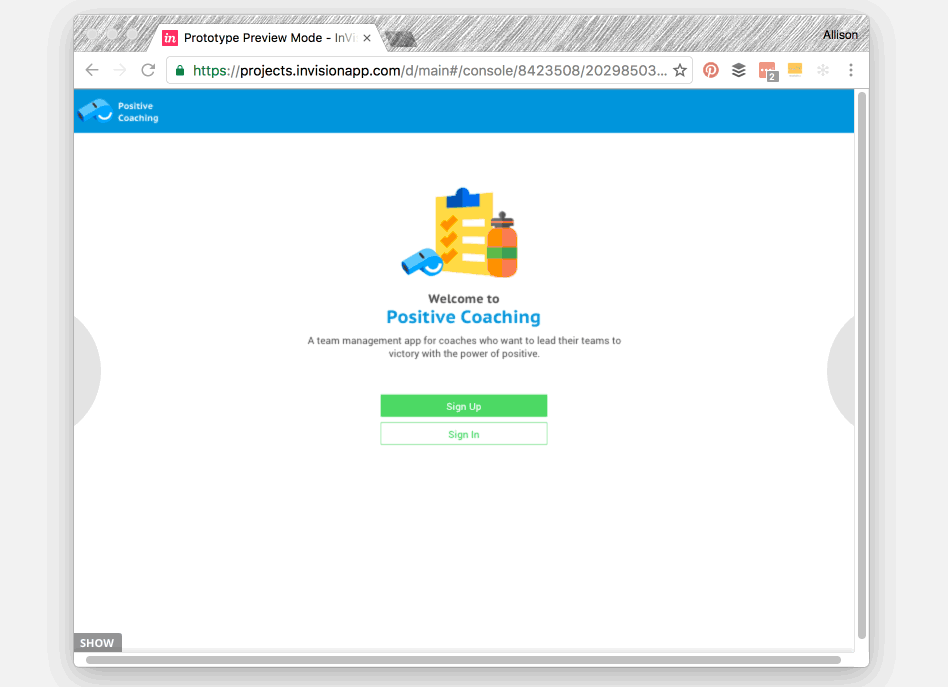 in Prototype Preview Mode - InVi
Allison
https://projects.invisionapp.com/d/main#/console/8423508/20298503...
2
Positive
Coaching
Welcome to
Positive Coaching
A team management app for coaches who want to lead their teams to
victory with the power of positive.
Sign Up
Sign In
SHOW